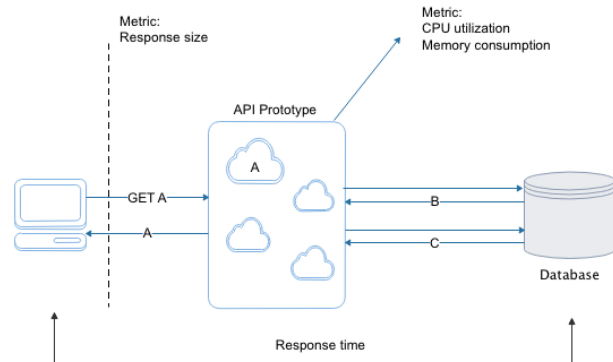 Metric:
Response size
Metric:
CPU utilization
Memory consumption
API Prototype
A
GET A
A
B
C
Database
Response time